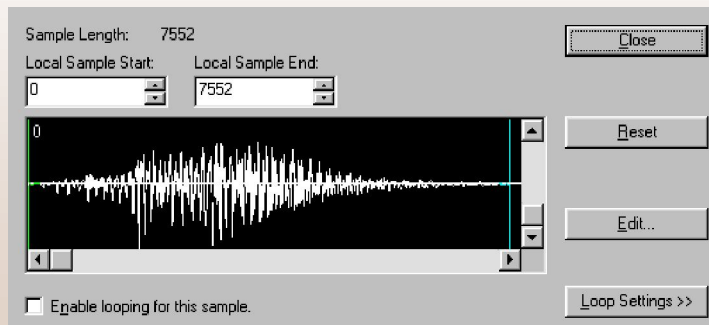 Sample Length: 7552
Close
Local Sample Start: Local Sample End:
0 7552
0
Reset
Edit...
Enable looping for this sample.
Loop Settings >>